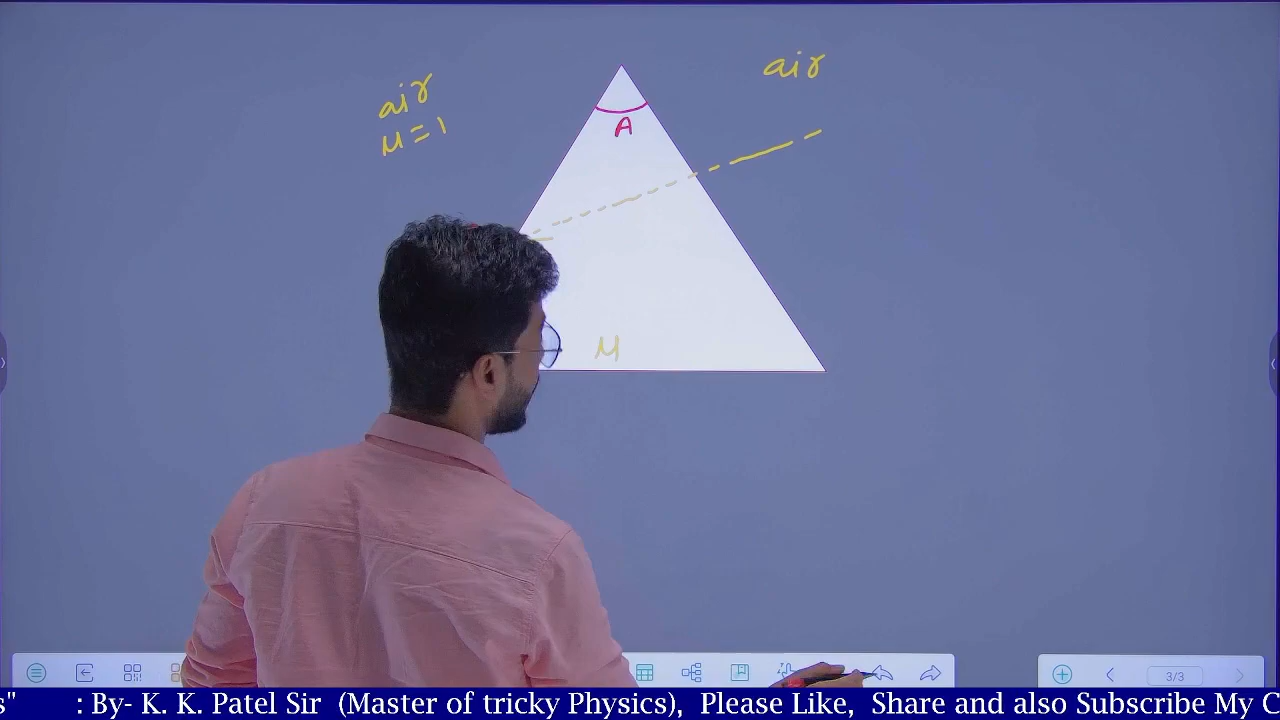 air
μ = 1
air
A
μ
3/3
s" : By- K. K. Patel Sir (Master of tricky Physics), Please Like, Share and also Subscribe My C